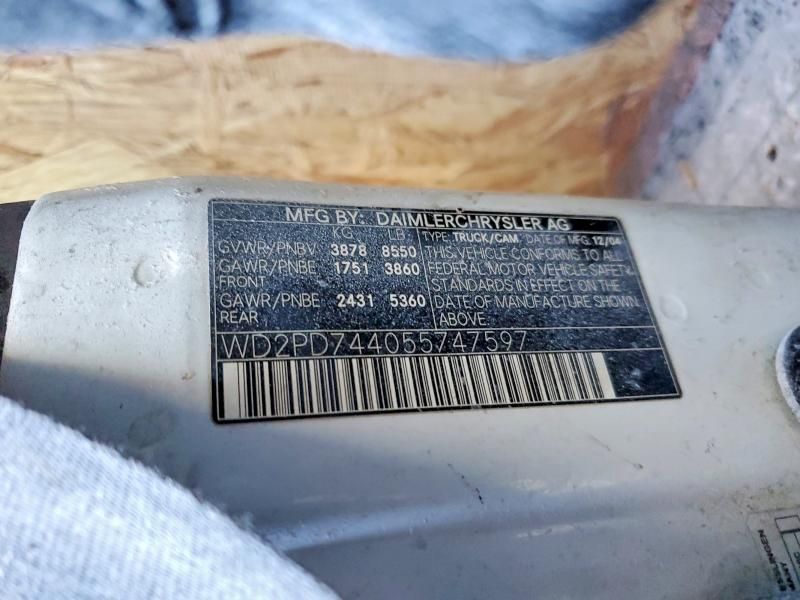 MFG BY: DAIMLERCHRYSLER AG
KG LB
GVWR/PNBV 3878 8550
GAWR/PNBE 1751 3860
FRONT
GAWR/PNBE 2431 5360
REAR
TYPE TRUCK/CAM. DATE OF MFG. 12/04
THIS VEHICLE CONFORMS TO ALL
FEDERAL MOTOR VEHICLE SAFETY
STANDARDS IN EFFECT ON THE
DATE OF MANUFACTURE SHOWN
ABOVE.
WD2PD744055747597
ESSLINGEN